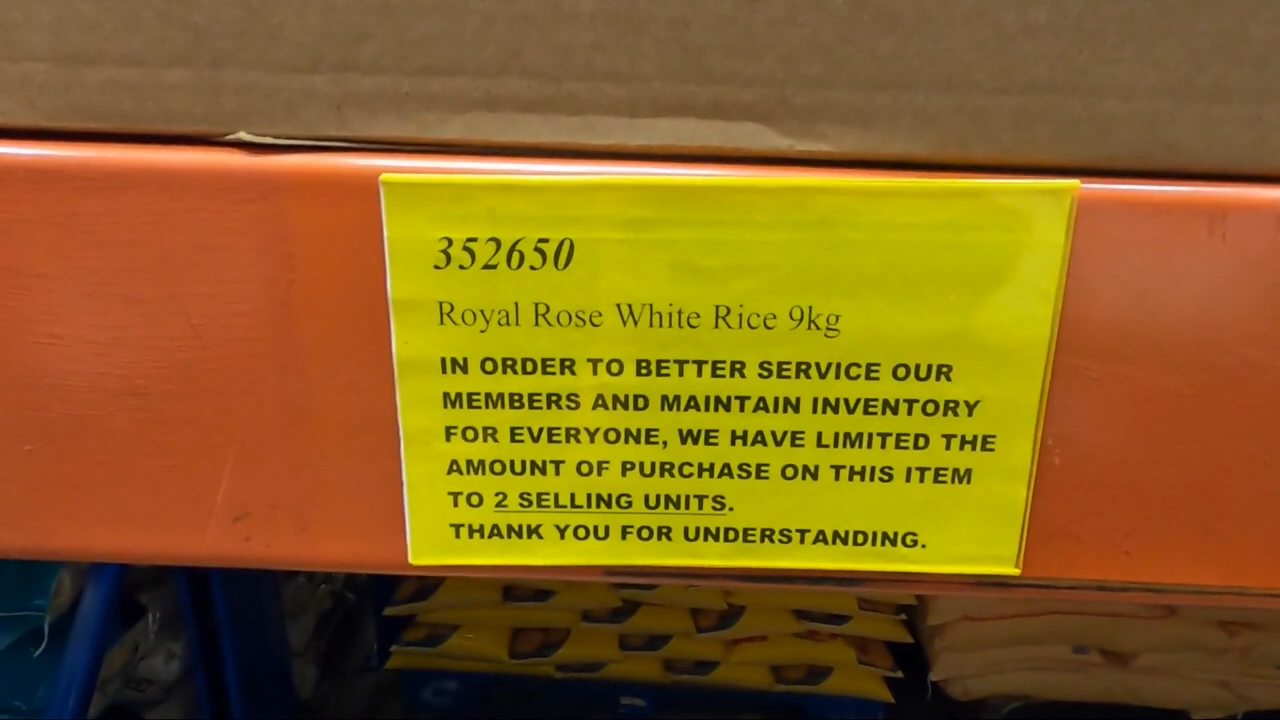 352650
Royal Rose White Rice 9kg
IN ORDER TO BETTER SERVICE OUR
MEMBERS AND MAINTAIN INVENTORY
FOR EVERYONE, WE HAVE LIMITED THE
AMOUNT OF PURCHASE ON THIS ITEM
TO 2 SELLING UNITS.
THANK YOU FOR UNDERSTANDING.